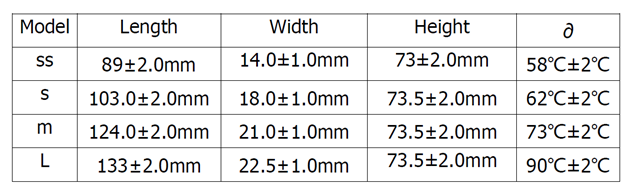 Model Length Width Height ∂
ss 89±2.0mm 14.0±1.0mm 73±2.0mm 58℃±2℃
s 103.0±2.0mm 18.0±1.0mm 73.5±2.0mm 62℃±2℃
m 124.0±2.0mm 21.0±1.0mm 73.5±2.0mm 73℃±2℃
L 133±2.0mm 22.5±1.0mm 73.5±2.0mm 90℃±2℃